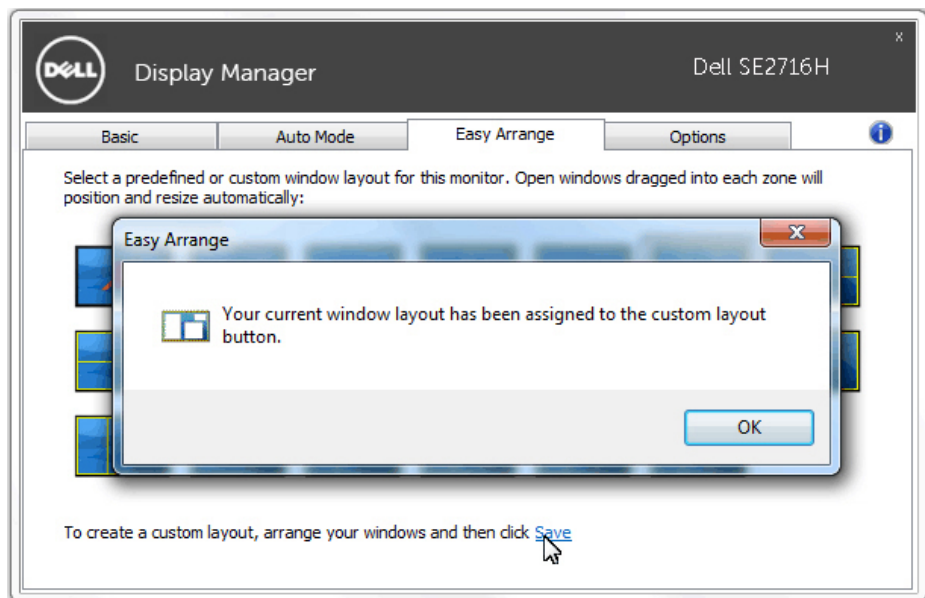 x
DELL
Display Manager
Dell SE2716H
Basic
Auto Mode
Easy Arrange
Options
i
Select a predefined or custom window layout for this monitor. Open windows dragged into each zone will
position and resize automatically:
Easy Arrange
x
Your current window layout has been assigned to the custom layout
button.
OK
To create a custom layout, arrange your windows and then click Save